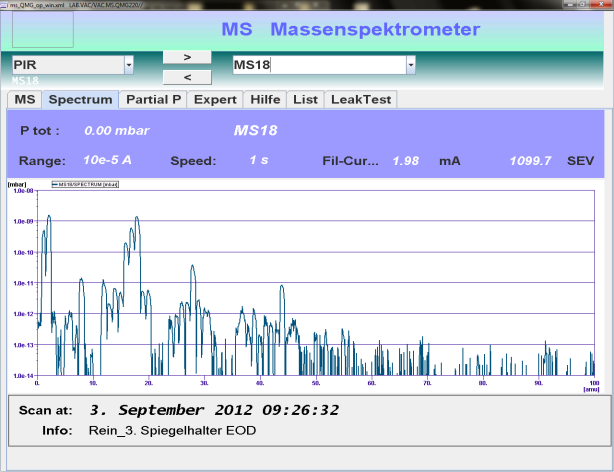 ms_QMG_op_win.xml LAB.VAC/VAC.MS.QMG220//
MS Massenspektrometer
PIR > MS18
MS18 <
MS Spectrum Partial P Expert Hilfe List LeakTest
P tot : 0.00 mbar MS18
Range: 10e-5 A Speed: 1 s Fil-Cur... 1.98 mA 1099.7 SEV
[mbar] MS18/SPECTRUM [mbar]
1.0e-08
1.0e-09
1.0e-10
1.0e-11
1.0e-12
1.0e-13
1.0e-14
0. 10. 20. 30. 40. 50. 60. 70. 80. 90. 100
[amu]
Scan at: 3. September 2012 09:26:32
Info: Rein_3. Spiegelhalter EOD